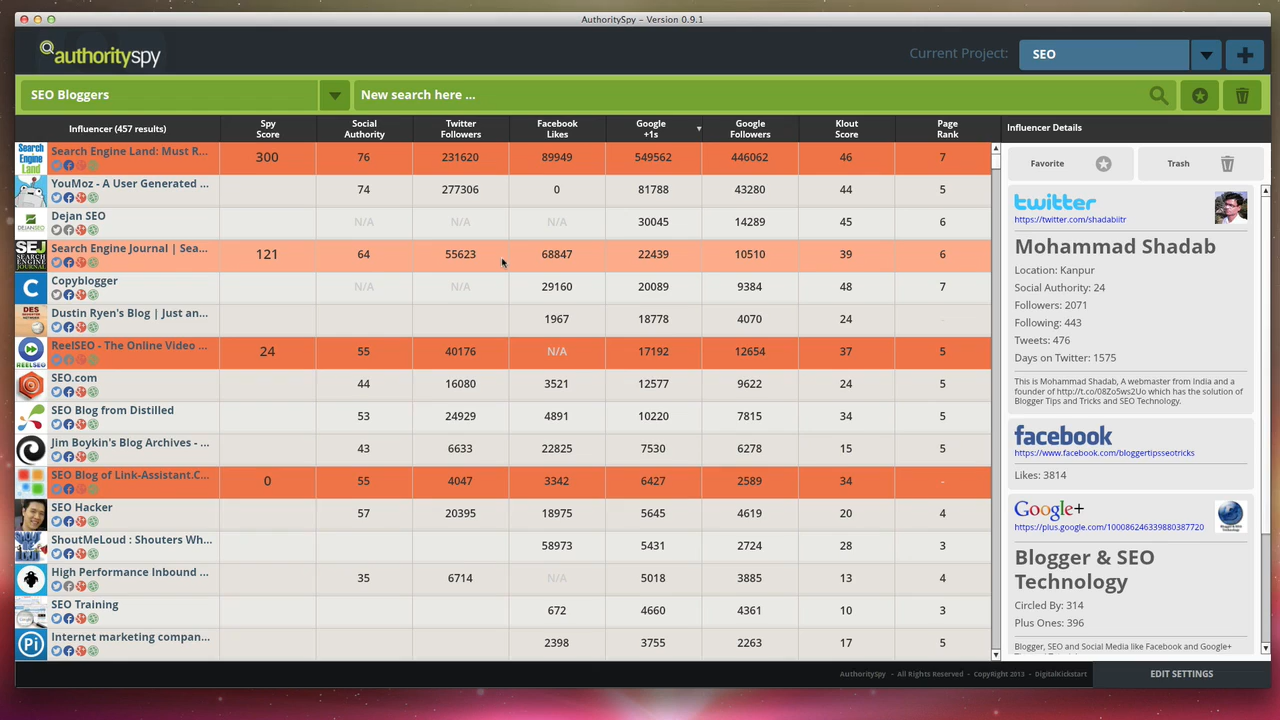 AuthoritySpy – Version 0.9.1
authorityspy
Current Project:
SEO
SEO Bloggers
New search here ...
Influencer (457 results)
Spy Score
Social Authority
Twitter Followers
Facebook Likes
Google +1s
Google Followers
Klout Score
Page Rank
Influencer Details
Search Engine Land: Must R... 300 76 231620 89949 549562 446062 46 7
YouMoz - A User Generated ... 74 277306 0 81788 43280 44 5
Dejan SEO N/A N/A N/A 30045 14289 45 6
Search Engine Journal | Sea... 121 64 55623 68847 22439 10510 39 6
Copyblogger N/A N/A 29160 20089 9384 48 7
Dustin Ryen's Blog | Just an... 1967 18778 4070 24 -
ReelSEO - The Online Video ... 24 55 40176 N/A 17192 12654 37 5
SEO.com 44 16080 3521 12577 9622 24 5
SEO Blog from Distilled 53 24929 4891 10220 7815 34 5
Jim Boykin's Blog Archives - ... 43 6633 22825 7530 6278 15 5
SEO Blog of Link-Assistant.C... 0 55 4047 3342 6427 2589 34 -
SEO Hacker 57 20395 18975 5645 4619 20 4
ShoutMeLoud : Shouters Wh... 58973 5431 2724 28 3
High Performance Inbound ... 35 6714 N/A 5018 3885 13 4
SEO Training 672 4660 4361 10 3
Internet marketing compan... 2398 3755 2263 17 5
Favorite
Trash
twitter
https://twitter.com/shadabiitr
Mohammad Shadab
Location: Kanpur
Social Authority: 24
Followers: 2071
Following: 443
Tweets: 476
Days on Twitter: 1575
This is Mohammad Shadab, A webmaster from India and a
founder of http://t.co/08Zo5ws2Uo which has the solution of
Blogger Tips and Tricks and SEO Technology.
facebook
https://www.facebook.com/bloggertipsseotricks
Likes: 3814
Google+
https://plus.google.com/100086246339880387720
Blogger & SEO
Technology
Circled By: 314
Plus Ones: 396
Blogger, SEO and Social Media like Facebook and Google+
AuthoritySpy - All Rights Reserved - CopyRight 2013 - DigitalKickstart
EDIT SETTINGS